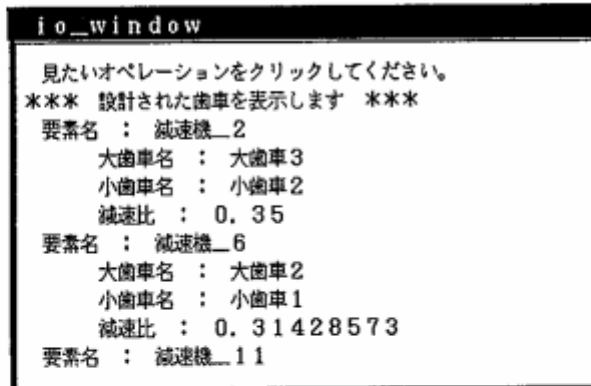 io_window
見たいオペレーションをクリックしてください。
＊＊＊ 設計された歯車を表示します ＊＊＊
要素名 ： 減速機_2
大歯車名 ： 大歯車3
小歯車名 ： 小歯車2
減速比 ： 0.35
要素名 ： 減速機_6
大歯車名 ： 大歯車2
小歯車名 ： 小歯車1
減速比 ： 0.31428573
要素名 ： 減速機_11